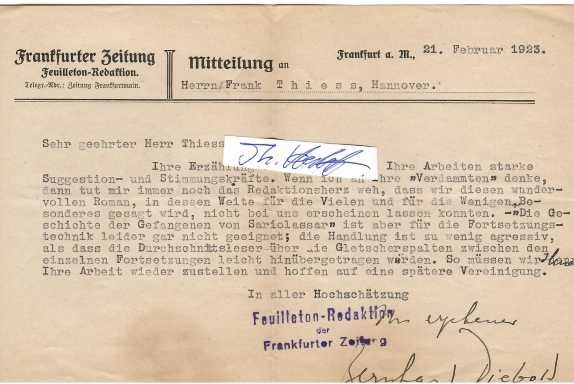 Frankfurter Zeitung
Feuilleton-Redaktion.
Telegr.-Adr.: Zeitung Frankfurtmain.
Mitteilung an
Frankfurt a. M., 21. Februar 1923.
Herrn/Frank T h i e s s, Hannover.
Sehr geehrter Herr Thiess
Ihre Erzählun Ihre Arbeiten starke
Suggestion- und Stimmungskräfte. Wenn ich an Ihre "Verdammten" denke,
dann tut mir immer noch das Redaktionsherz weh, dass wir diesen wunder-
vollen Roman, in dessen Weite für die Vielen und für die Wenigen Be-
sonderes gesagt wird, nicht bei uns erscheinen lassen konnten. -"Die Ge-
schichte der Gefangenen von Sariolassar" ist aber für die Fortsetzungs-
technik leider gar nicht geeignet; die Handlung ist zu wenig agressiv,
als dass die Durchschnittsleser über die Gletscherspalten zwischen den
einzelnen Fortsetzungen leicht hinübergetragen würden. So müssen wir
Ihre Arbeit wieder zustellen und hoffen auf eine spätere Vereinigung.
In aller Hochschätzung
Feuilleton-Redaktion
der
Frankfurter Zeitung
Ihr ergebener
Bernhard Diebold